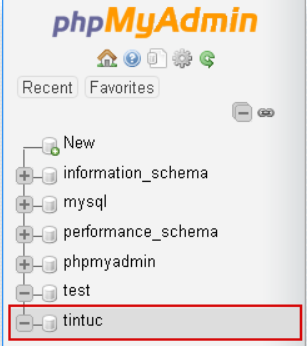 phpMyAdmin
Recent Favorites
New
information_schema
mysql
performance_schema
phpmyadmin
test
tintuc